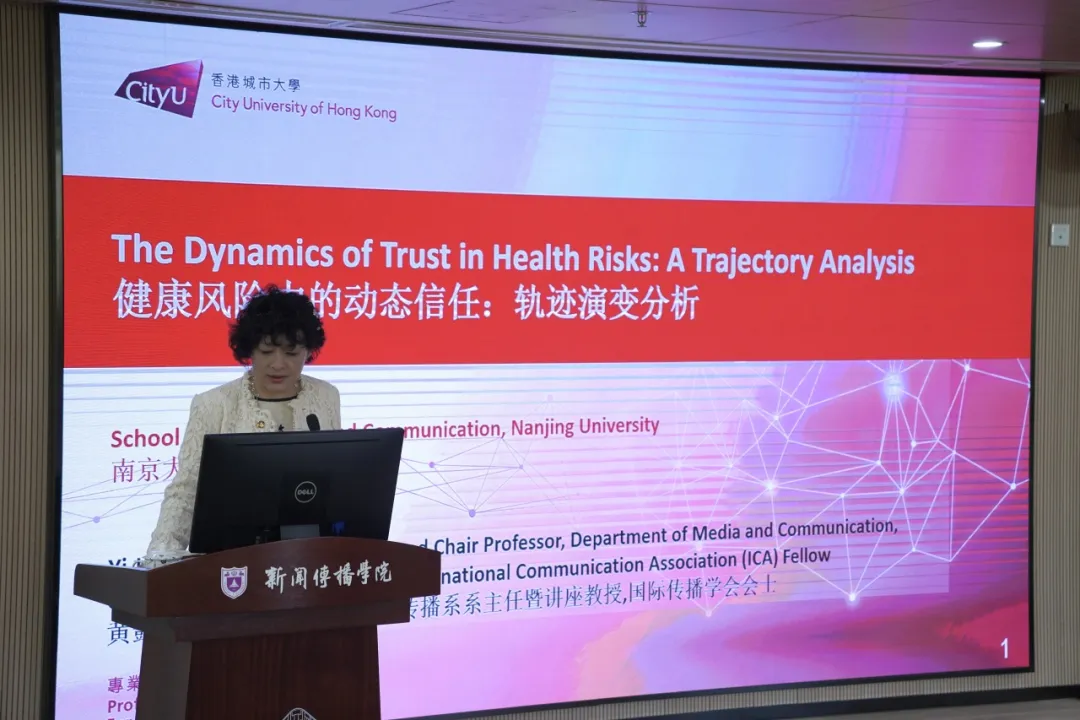 CityU
香港城市大學
City University of Hong Kong
The Dynamics of Trust in Health Risks: A Trajectory Analysis
健康风险中的动态信任：轨迹演变分析
School Communication, Nanjing University
南京大
Chair Professor, Department of Media and Communication,
Communication Association (ICA) Fellow
传播系系主任暨讲座教授,国际传播学会会士
黄
專業
DELL
新闻传播学院
1